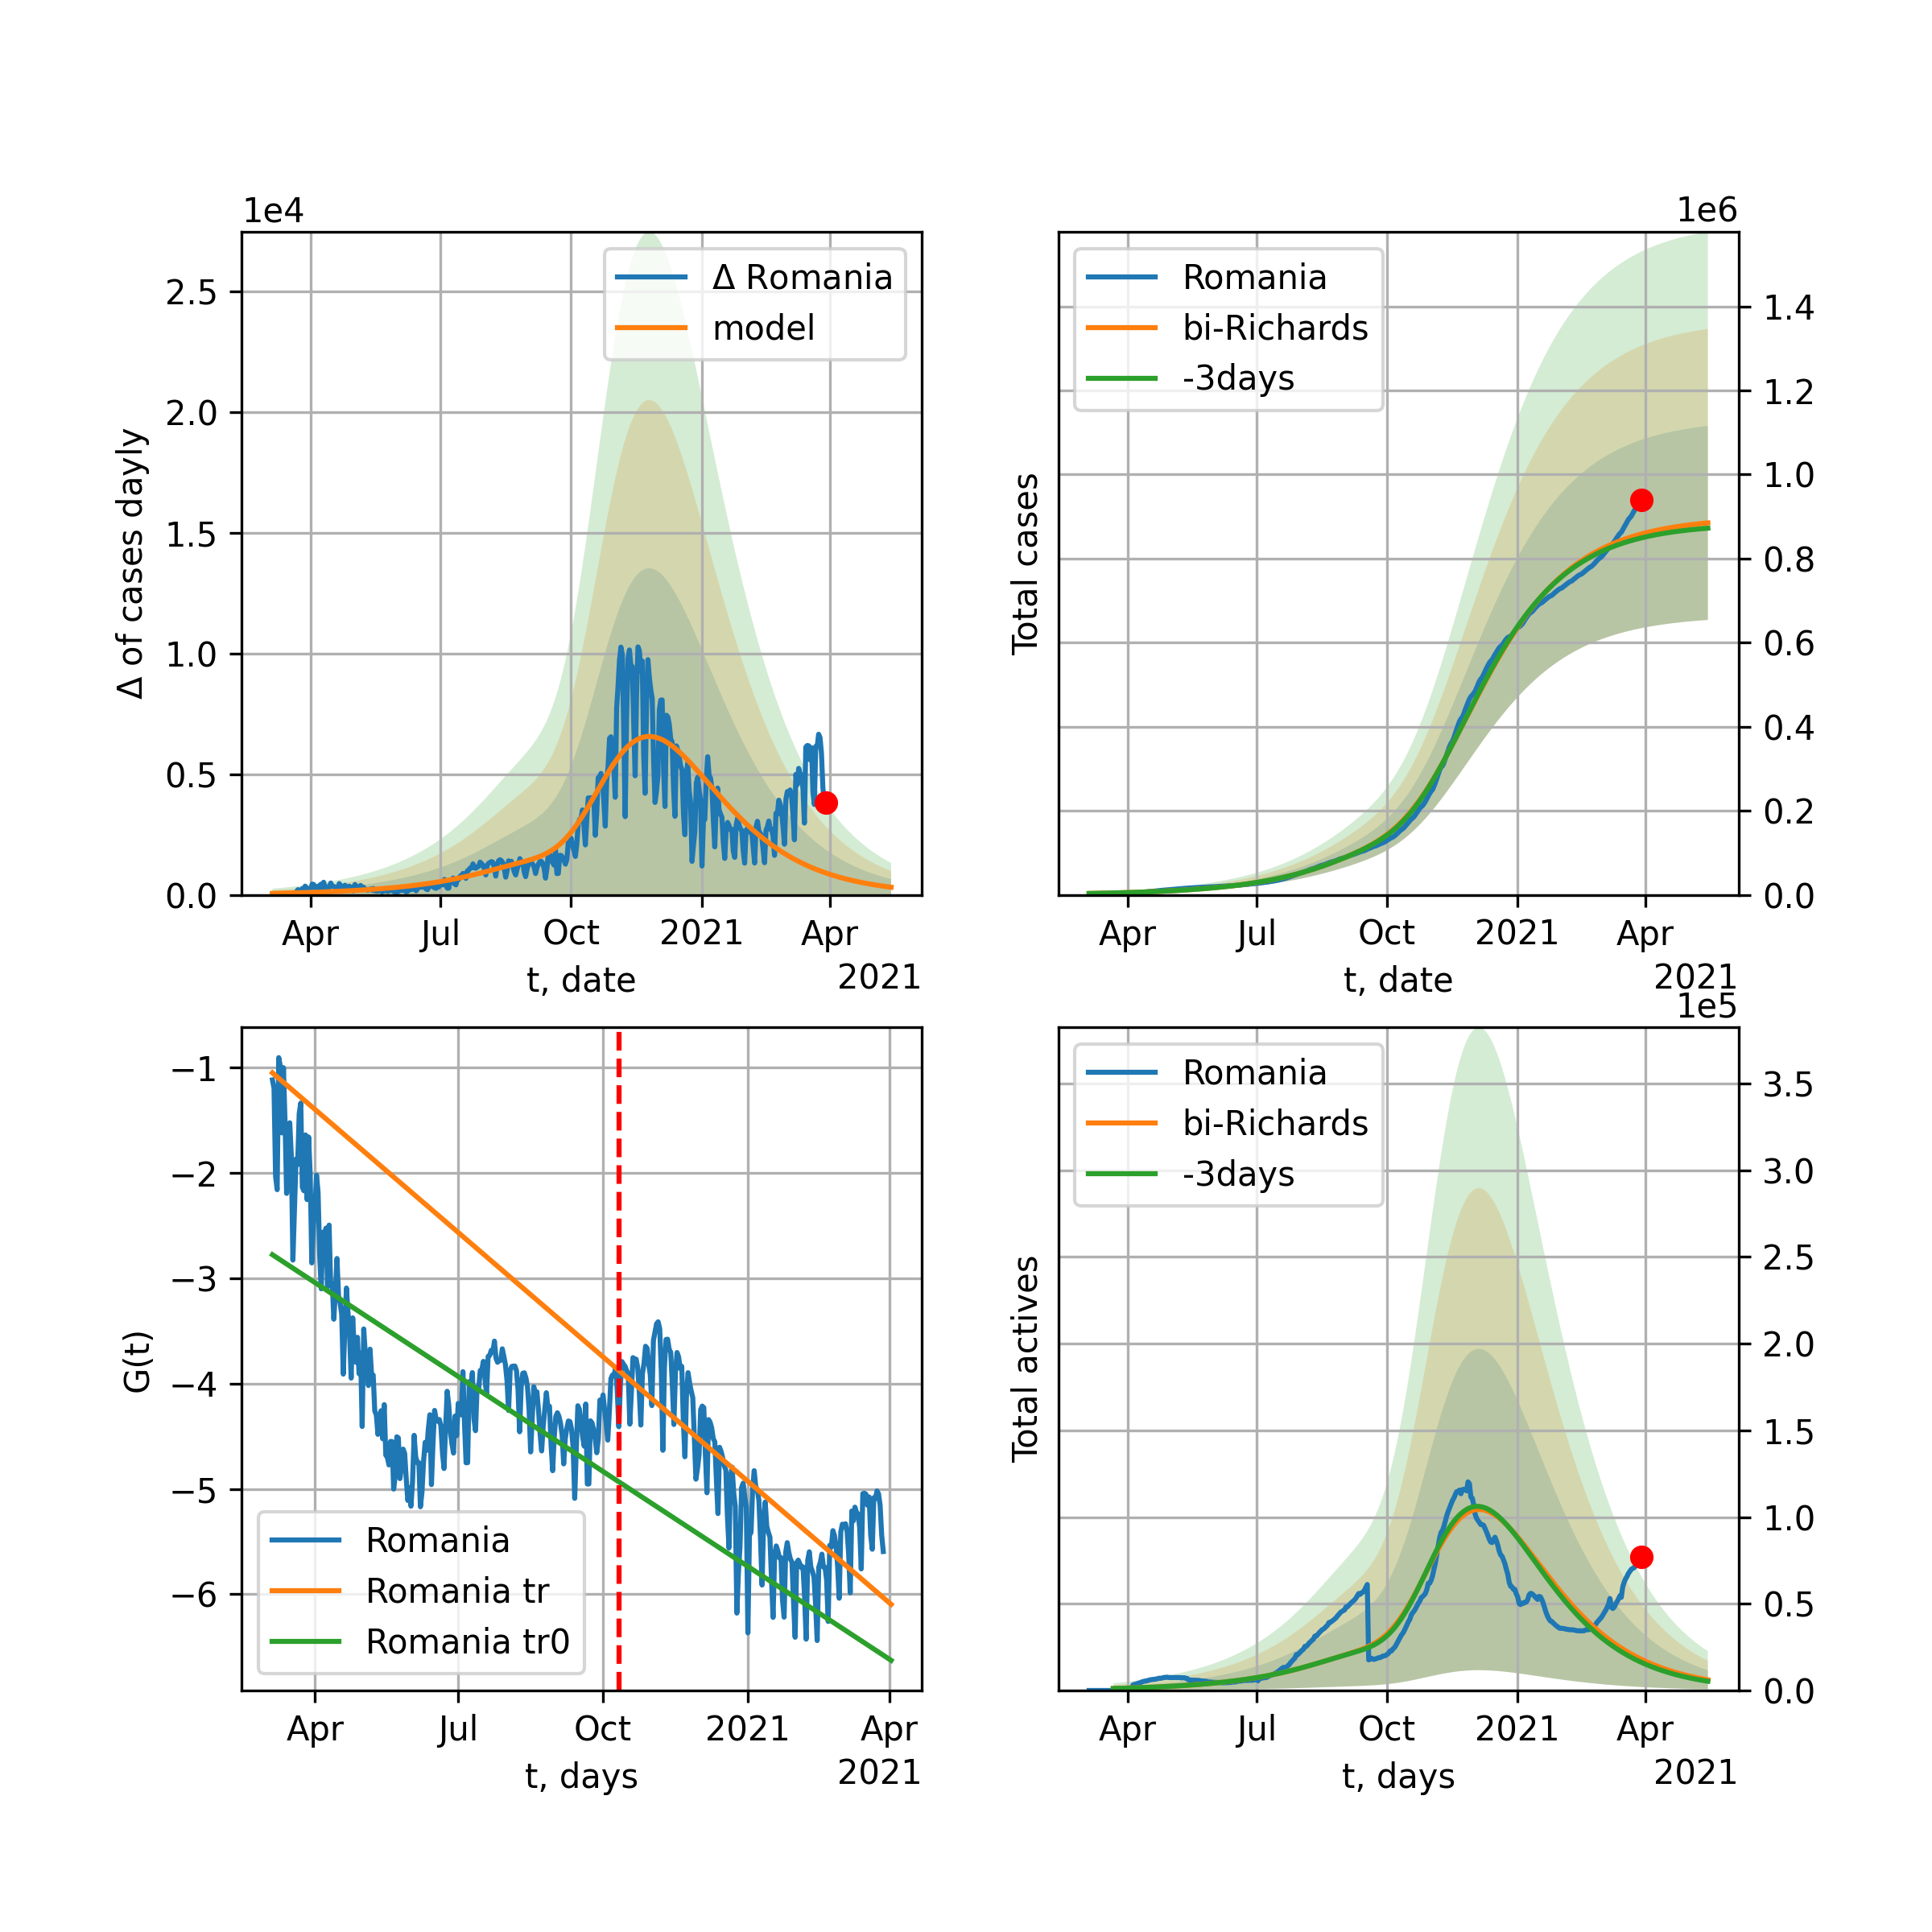 1e4
Δ of cases dayly
2.5
2.0
1.5
1.0
0.5
0.0
Δ Romania
model
Apr Jul Oct 2021 Apr
t, date
2021
1e6
Total cases
Romania
bi-Richards
-3days
1.4
1.2
1.0
0.8
0.6
0.4
0.2
0.0
Apr Jul Oct 2021 Apr
t, date
2021
G(t)
−1
−2
−3
−4
−5
−6
Romania
Romania tr
Romania tr0
Apr Jul Oct 2021 Apr
t, days
2021
1e5
Total actives
Romania
bi-Richards
-3days
3.5
3.0
2.5
2.0
1.5
1.0
0.5
0.0
Apr Jul Oct 2021 Apr
t, days
2021